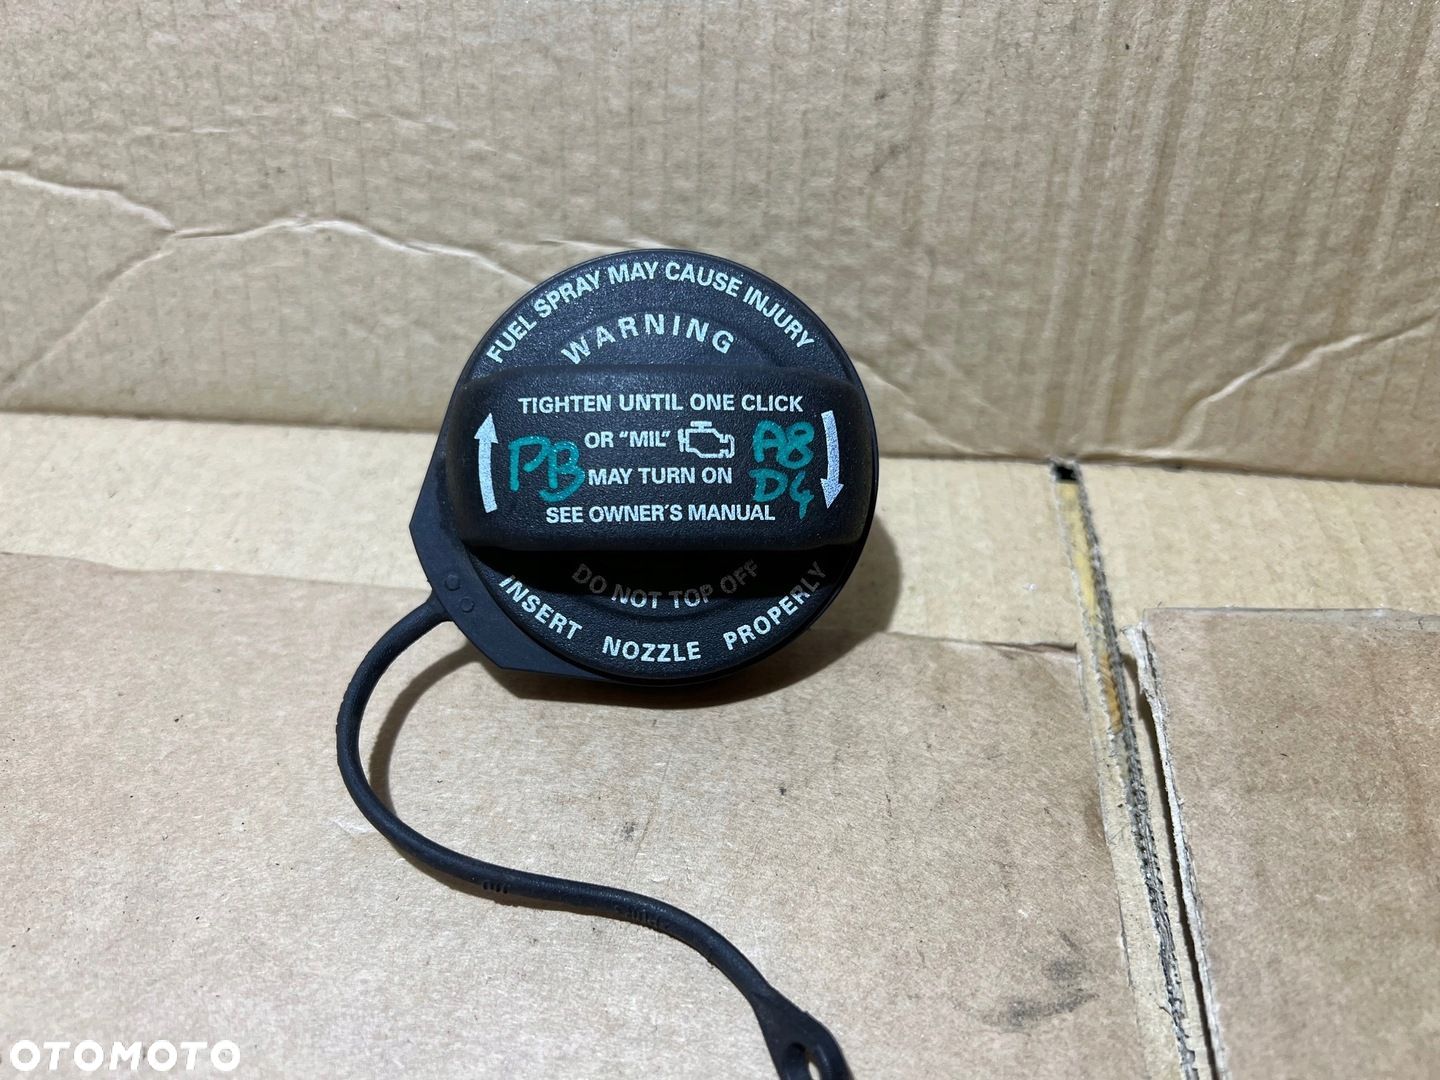 FUEL SPRAY MAY CAUSE INJURY
WARNING
TIGHTEN UNTIL ONE CLICK
OR "MIL"
MAY TURN ON
SEE OWNER'S MANUAL
PB
A8
D4
DO NOT TOP OFF
INSERT NOZZLE PROPERLY
OTOMOTO